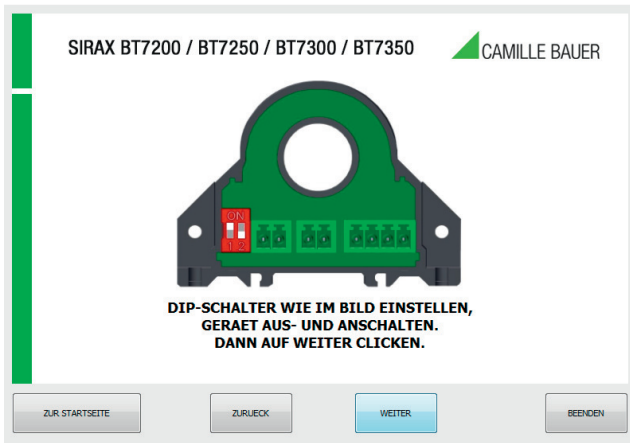 SIRAX BT7200 / BT7250 / BT7300 / BT7350
CAMILLE BAUER
ON
1 2
DIP-SCHALTER WIE IM BILD EINSTELLEN,
GERAET AUS- UND ANSCHALTEN.
DANN AUF WEITER CLICKEN.
ZUR STARTSEITE
ZURUECK
WEITER
BEENDEN